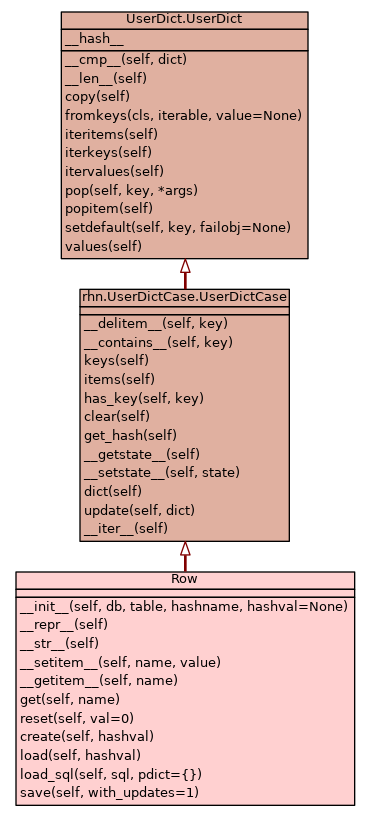 UserDict.UserDict
__hash__
__cmp__(self, dict)
__len__(self)
copy(self)
fromkeys(cls, iterable, value=None)
iteritems(self)
iterkeys(self)
itervalues(self)
pop(self, key, *args)
popitem(self)
setdefault(self, key, failobj=None)
values(self)
rhn.UserDictCase.UserDictCase
__delitem__(self, key)
__contains__(self, key)
keys(self)
items(self)
has_key(self, key)
clear(self)
get_hash(self)
__getstate__(self)
__setstate__(self, state)
dict(self)
update(self, dict)
__iter__(self)
Row
__init__(self, db, table, hashname, hashval=None)
__repr__(self)
__str__(self)
__setitem__(self, name, value)
__getitem__(self, name)
get(self, name)
reset(self, val=0)
create(self, hashval)
load(self, hashval)
load_sql(self, sql, pdict={})
save(self, with_updates=1)